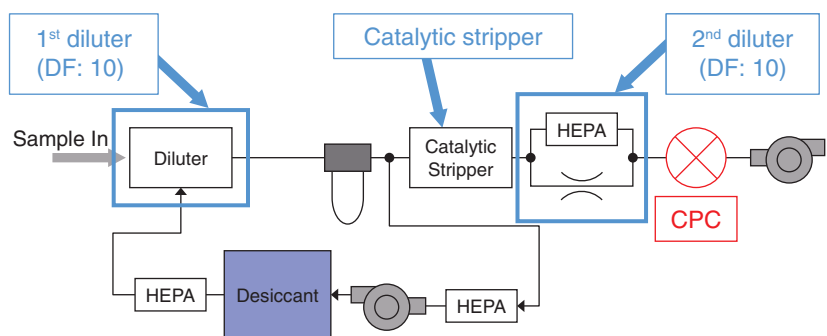 1st diluter
(DF: 10)
Catalytic stripper
2nd diluter
(DF: 10)
Sample In
Diluter
Catalytic
Stripper
HEPA
CPC
HEPA
Desiccant
HEPA